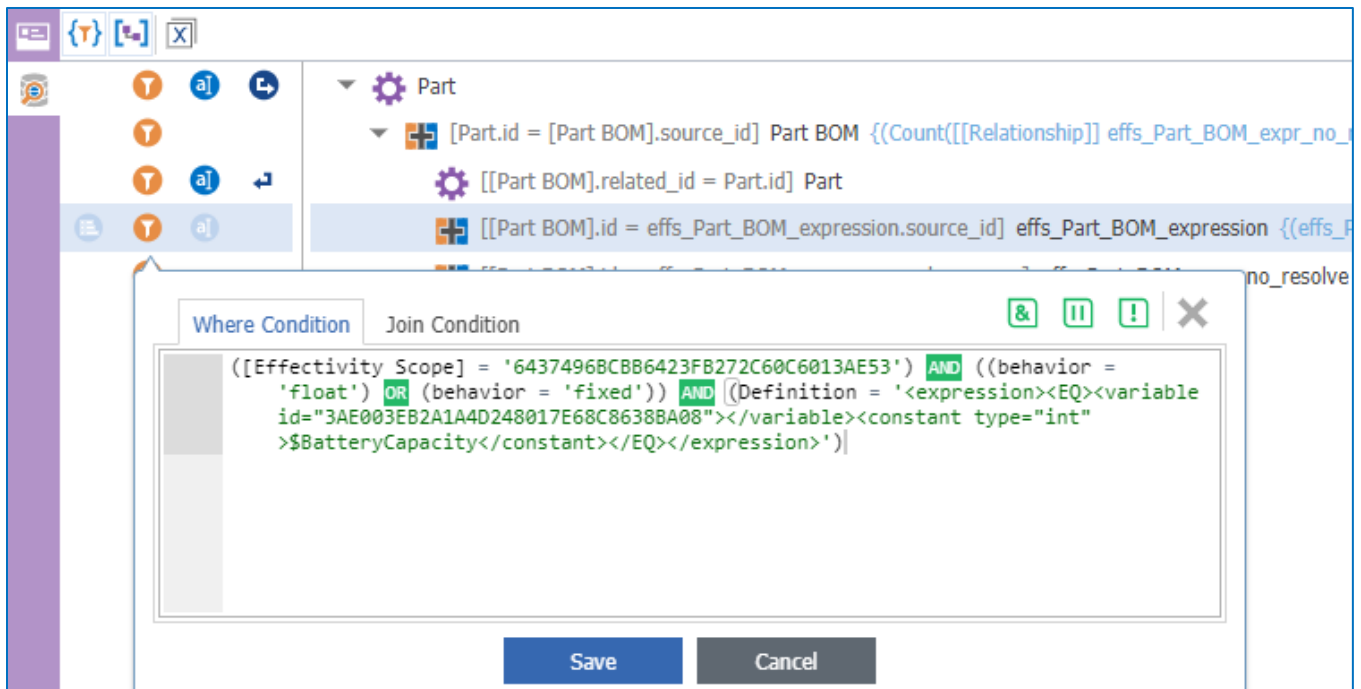 Part
[Part.id = [Part BOM].source_id] Part BOM {(Count([[Relationship]] effs_Part_BOM_expr_no_
[[Part BOM].related_id = Part.id] Part
[[Part BOM].id = effs_Part_BOM_expression.source_id] effs_Part_BOM_expression {(effs_
no_resolve
Where Condition Join Condition
([Effectivity Scope] = '6437496BCBB6423FB272C60C6013AE53') AND ((behavior =
'float') OR (behavior = 'fixed')) AND (Definition = '<expression><EQ><variable
id="3AE003EB2A1A4D248017E68C8638BA08"></variable><constant type="int"
>$BatteryCapacity</constant></EQ></expression>')
Save Cancel